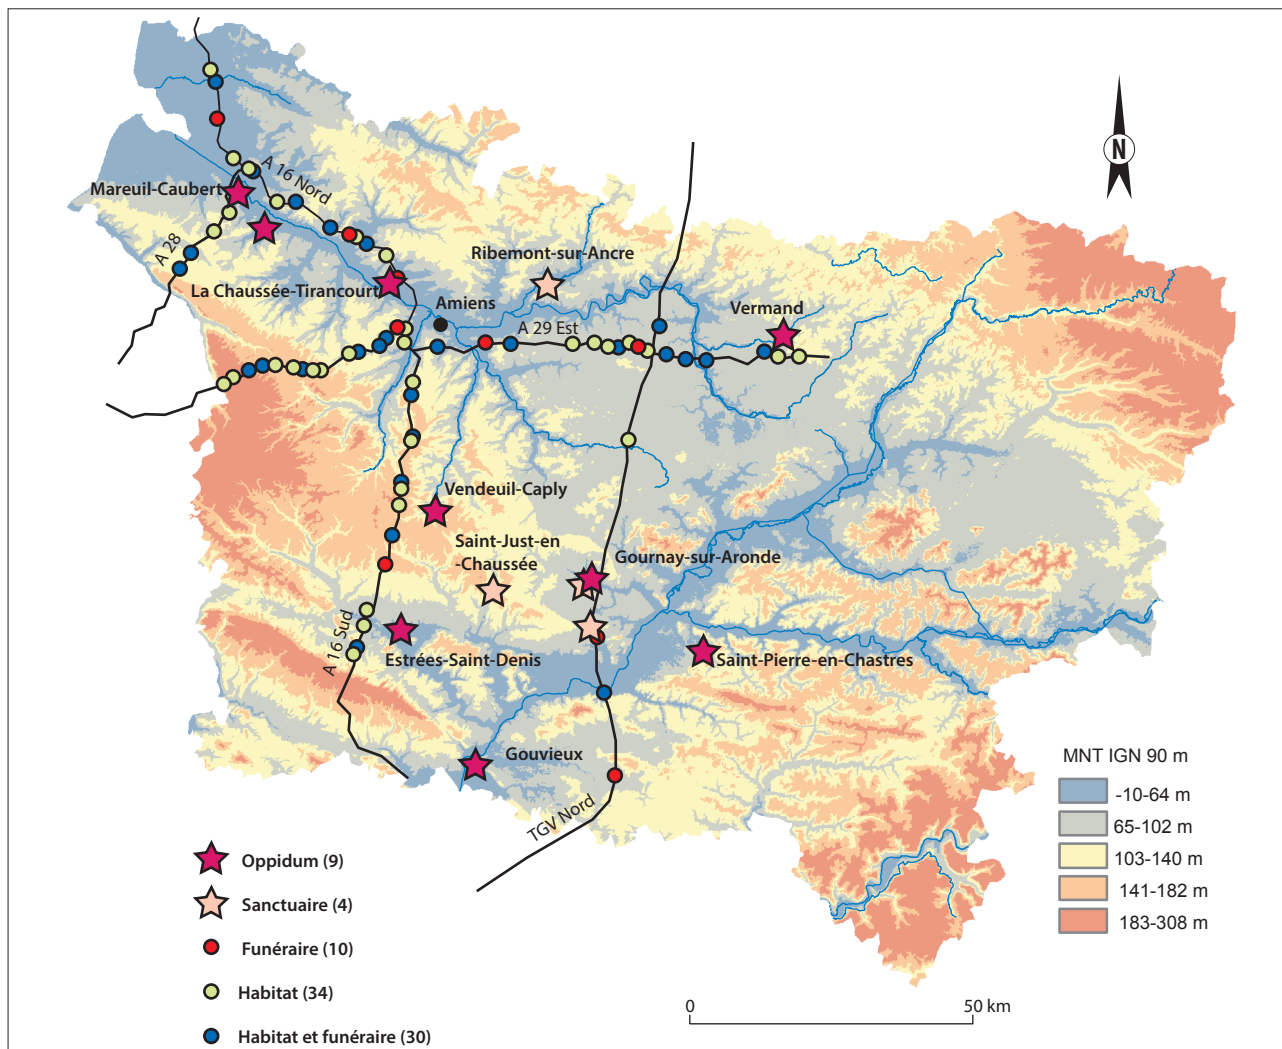 N
A 16 Nord
Mareuil-Caubert
A 28
Ribemont-sur-Ancre
La Chaussée-Tirancourt
Amiens
Vermand
A 29 Est
Vendeuil-Caply
Saint-Just-en
-Chaussée
Gournay-sur-Aronde
A 16 Sud
Estrées-Saint-Denis
Saint-Pierre-en-Chastres
Gouvieux
TGV Nord
MNT IGN 90 m
-10-64 m
65-102 m
103-140 m
141-182 m
183-308 m
Oppidum (9)
Sanctuaire (4)
Funéraire (10)
Habitat (34)
Habitat et funéraire (30)
0 50 km